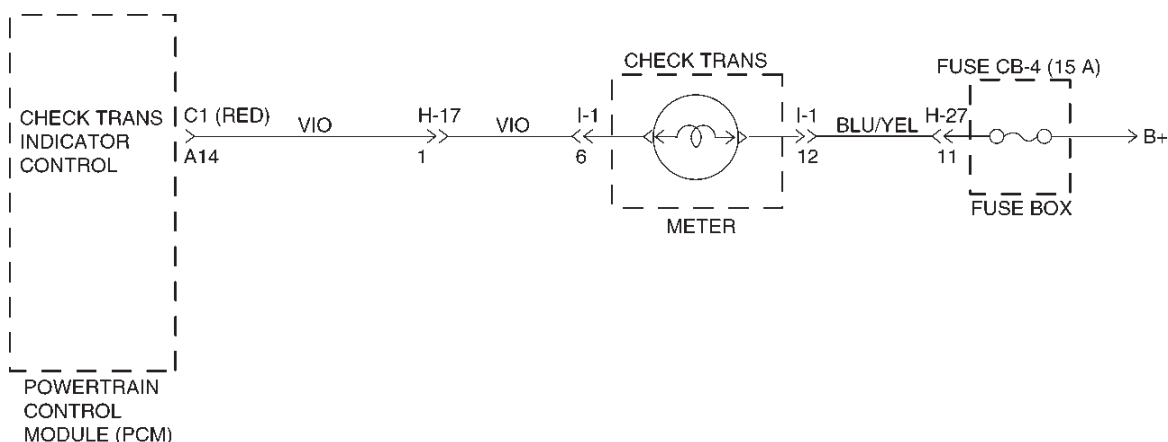 CHECK TRANS
INDICATOR
CONTROL
C1 (RED)
A14
VIO
H-17
1
VIO
I-1
6
CHECK TRANS
METER
I-1
12
BLU/YEL
H-27
11
FUSE CB-4 (15 A)
FUSE BOX
B+
POWERTRAIN
CONTROL
MODULE (PCM)